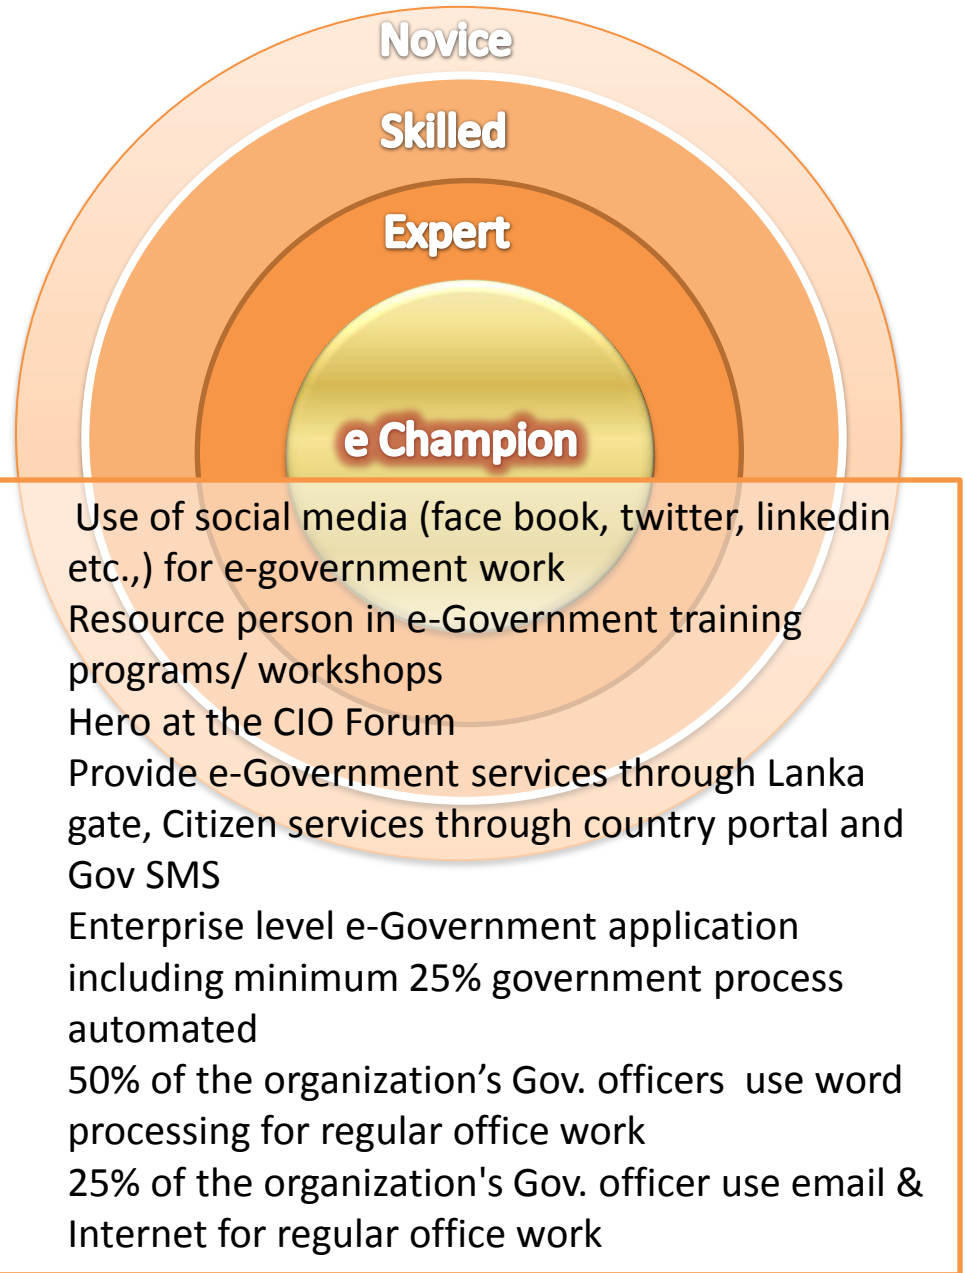 Novice
Skilled
Expert
e Champion
Use of social media (face book, twitter, linkedin
etc.,) for e-government work
Resource person in e-Government training
programs/ workshops
Hero at the CIO Forum
Provide e-Government services through Lanka
gate, Citizen services through country portal and
Gov SMS
Enterprise level e-Government application
including minimum 25% government process
automated
50% of the organization’s Gov. officers  use word
processing for regular office work
25% of the organization's Gov. officer use email &
Internet for regular office work